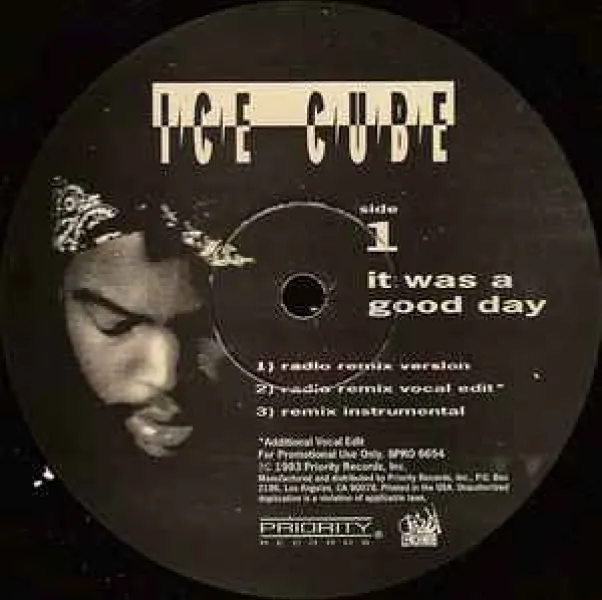 ICE CUBE
side
1
it was a
good day
1) radio remix version
2) radio remix vocal edit*
3) remix instrumental
*Additional Vocal Edit
For Promotional Use Only. SPRO 6654
1993 Priority Records, Inc.
Manufactured and distributed by Priority Records, Inc., P.O. Box
2186, Los Angeles, CA 90078. Printed in the USA. Unauthorized
duplication is a violation of applicable laws.
PRIORITY
RECORDS®